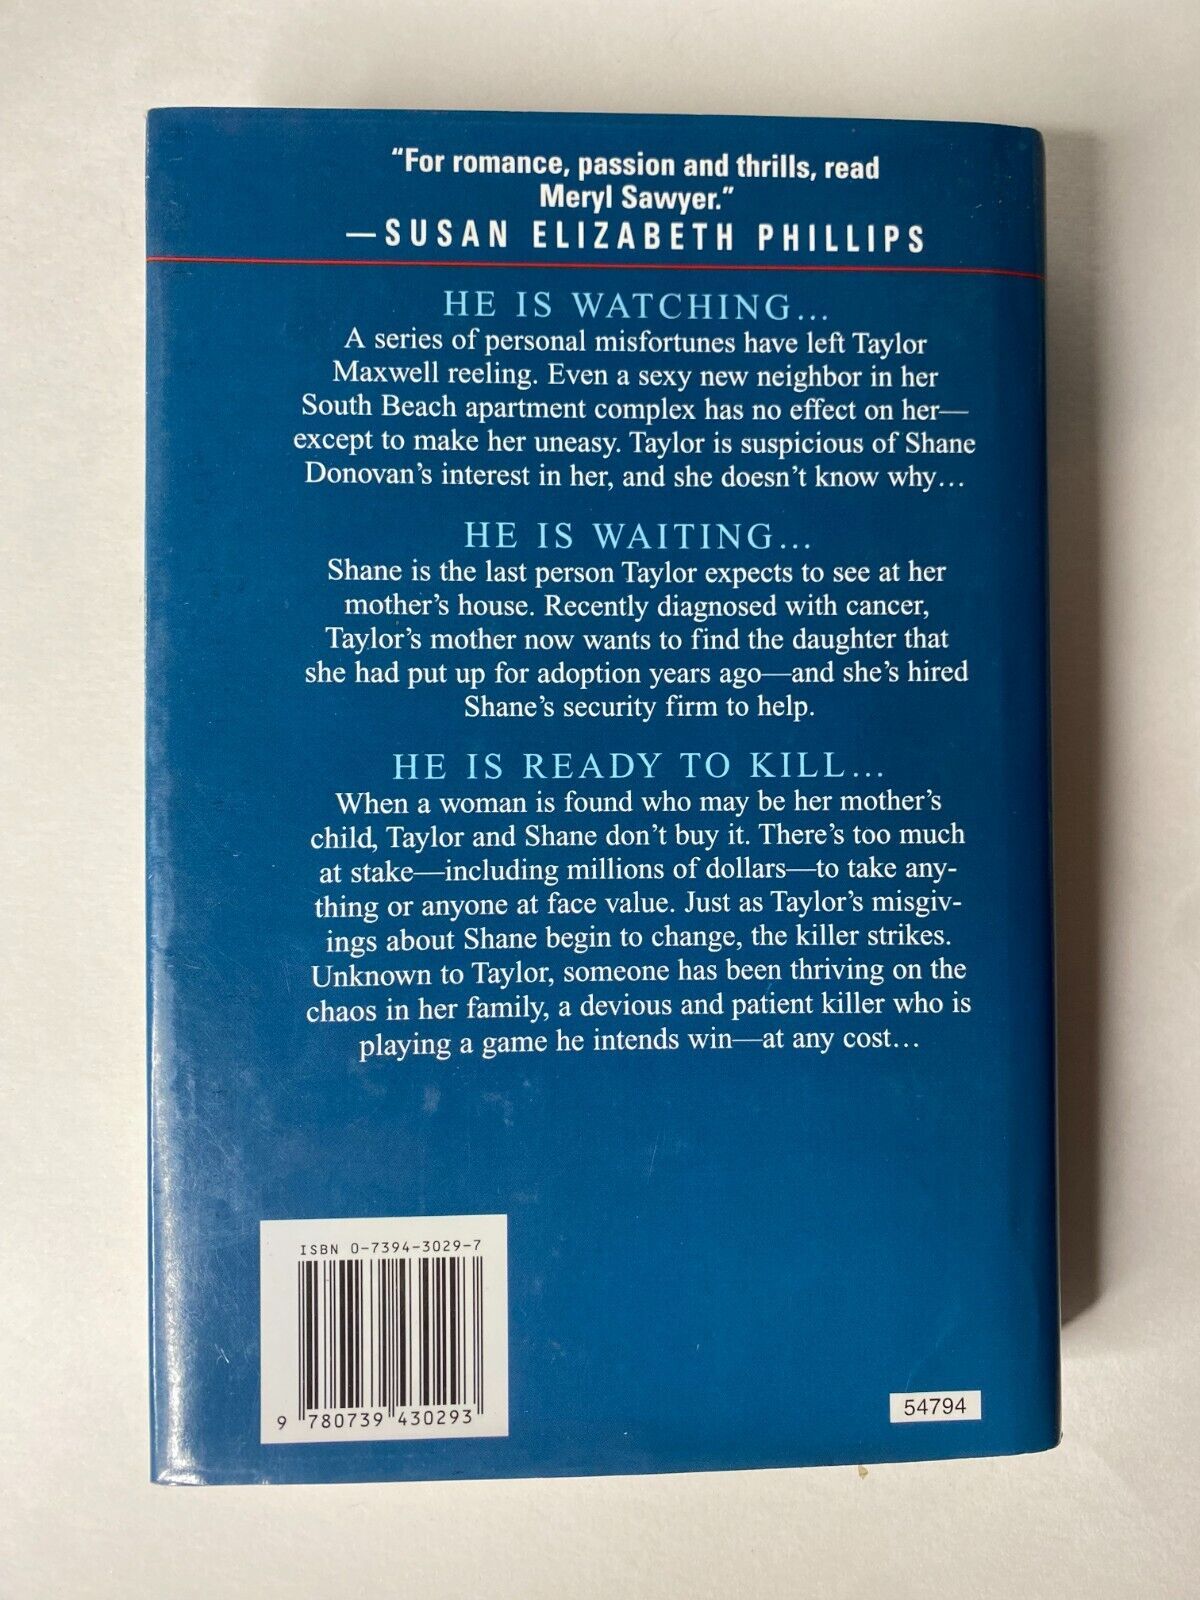 “For romance, passion and thrills, read
Meryl Sawyer.”
—SUSAN ELIZABETH PHILLIPS
HE IS WATCHING...
A series of personal misfortunes have left Taylor
Maxwell reeling. Even a sexy new neighbor in her
South Beach apartment complex has no effect on her—
except to make her uneasy. Taylor is suspicious of Shane
Donovan’s interest in her, and she doesn’t know why...
HE IS WAITING...
Shane is the last person Taylor expects to see at her
mother’s house. Recently diagnosed with cancer,
Taylor’s mother now wants to find the daughter that
she had put up for adoption years ago—and she’s hired
Shane’s security firm to help.
HE IS READY TO KILL...
When a woman is found who may be her mother’s
child, Taylor and Shane don’t buy it. There’s too much
at stake—including millions of dollars—to take any-
thing or anyone at face value. Just as Taylor’s misgiv-
ings about Shane begin to change, the killer strikes.
Unknown to Taylor, someone has been thriving on the
chaos in her family, a devious and patient killer who is
playing a game he intends win—at any cost...
ISBN 0-7394-3029-7
9 780739 430293
54794